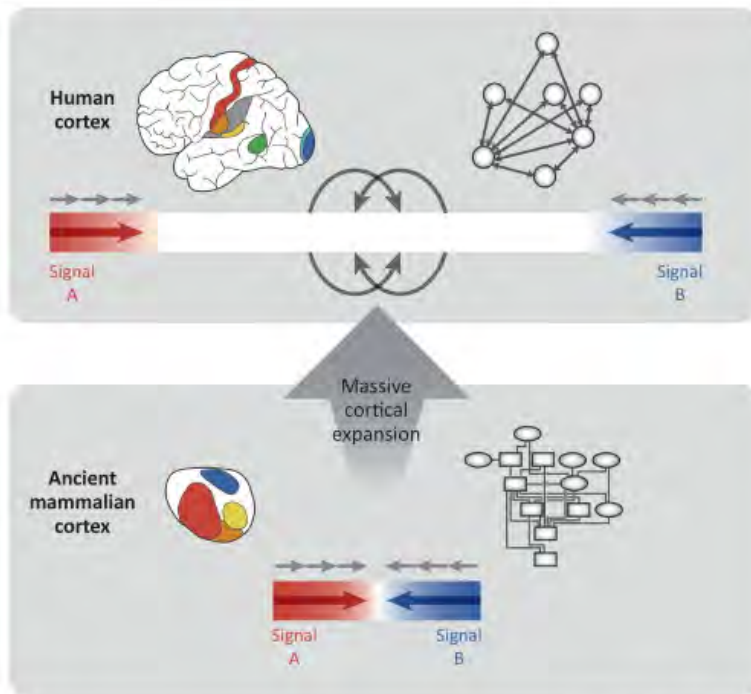 Human
cortex
Signal
A
Signal
B
Massive
cortical
expansion
Ancient
mammalian
cortex
Signal
A
Signal
B